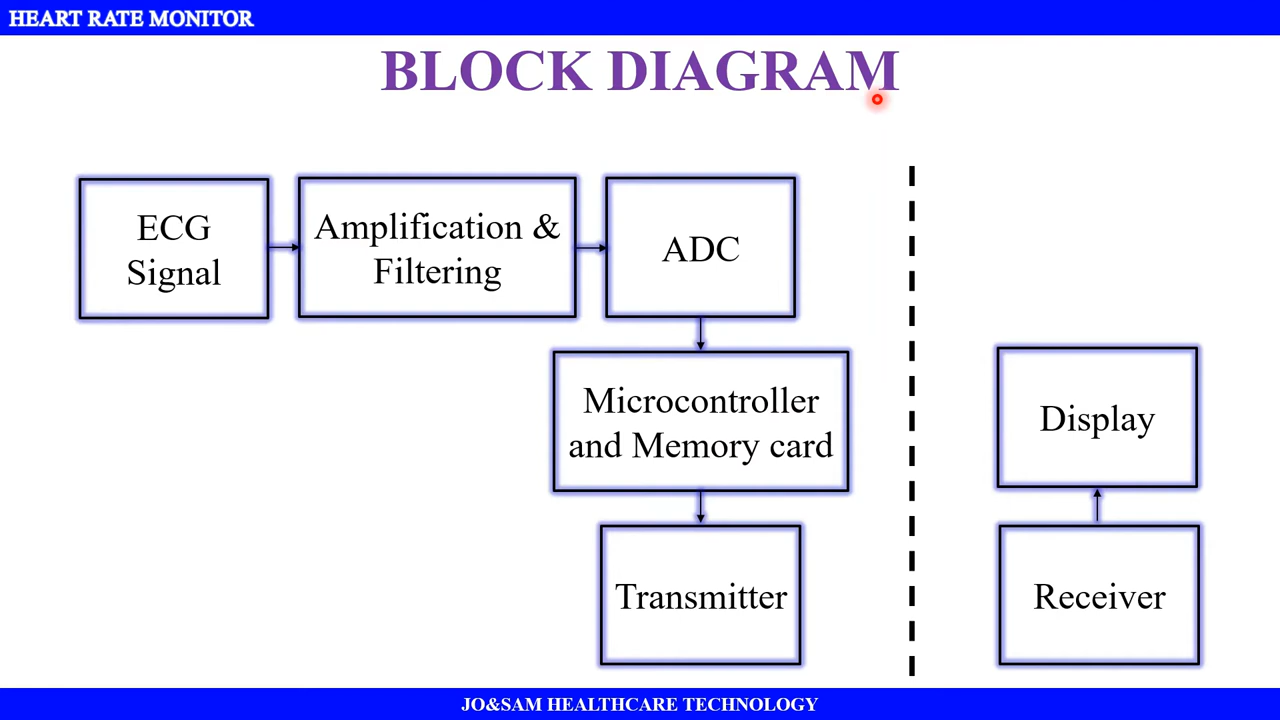 HEART RATE MONITOR
BLOCK DIAGRAM
ECG
Signal
Amplification &
Filtering
ADC
Microcontroller
and Memory card
Transmitter
Display
Receiver
JO&SAM HEALTHCARE TECHNOLOGY